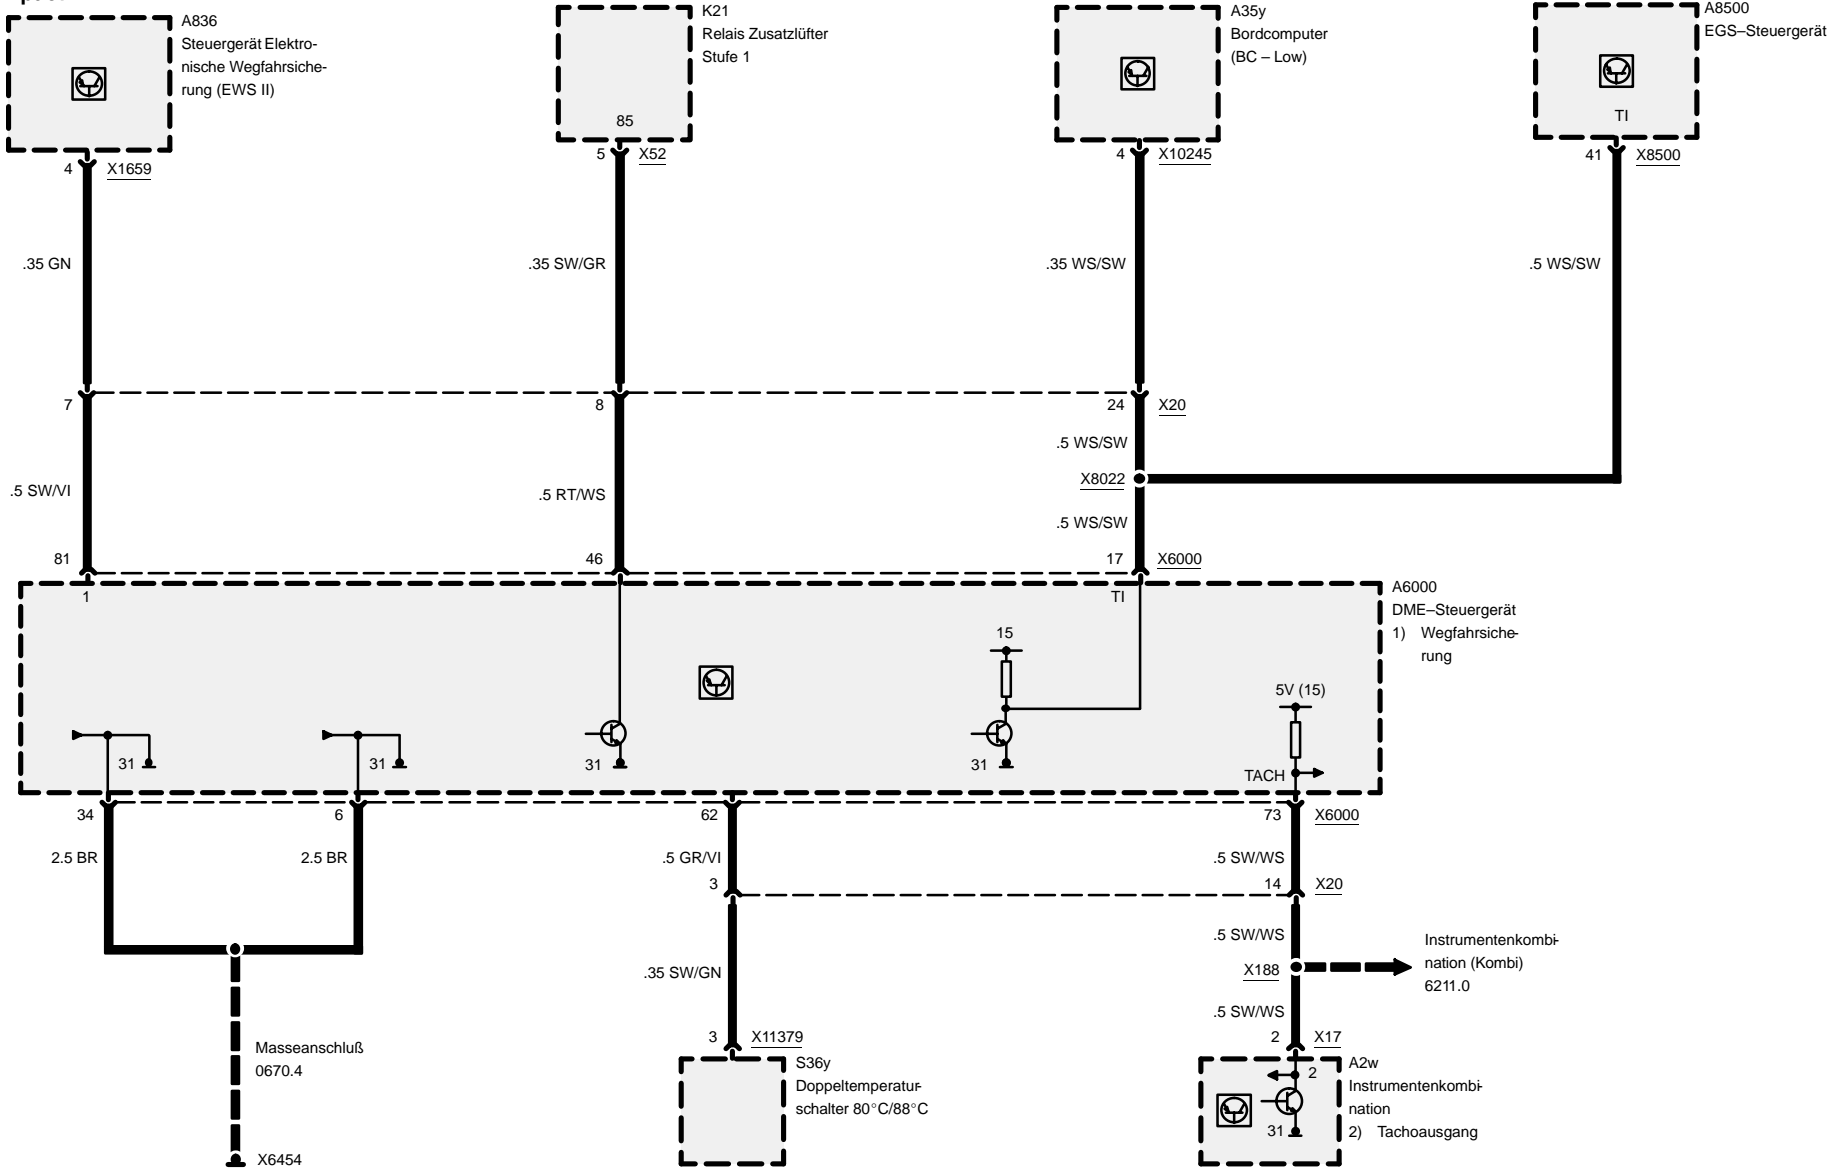 A836
Steuergerät Elektro-
nische Wegfahrsiche-
rung (EWS II)
K21
Relais Zusatzlüfter
Stufe 1
A35y
Bordcomputer
(BC – Low)
A8500
EGS–Steuergerät
85
TI
4 X1659
5 X52
4 X10245
41 X8500
.35 GN
.35 SW/GR
.35 WS/SW
.5 WS/SW
7
8
24 X20
.5 WS/SW
X8022
.5 SW/VI
.5 RT/WS
.5 WS/SW
81
46
17 X6000
1
TI
A6000
DME–Steuergerät
1) Wegfahrsiche-
rung
15
5V (15)
31
31
31
31
TACH
34
6
62
73 X6000
2.5 BR
2.5 BR
.5 GR/VI
.5 SW/WS
3
14 X20
.5 SW/WS
X188
Instrumentenkombi-
nation (Kombi)
6211.0
.35 SW/GN
.5 SW/WS
3 X11379
2 X17
Masseanschluß
0670.4
S36y
Doppeltemperatur-
schalter 80°C/88°C
2
31
A2w
Instrumentenkombi-
nation
2) Tachoausgang
X6454